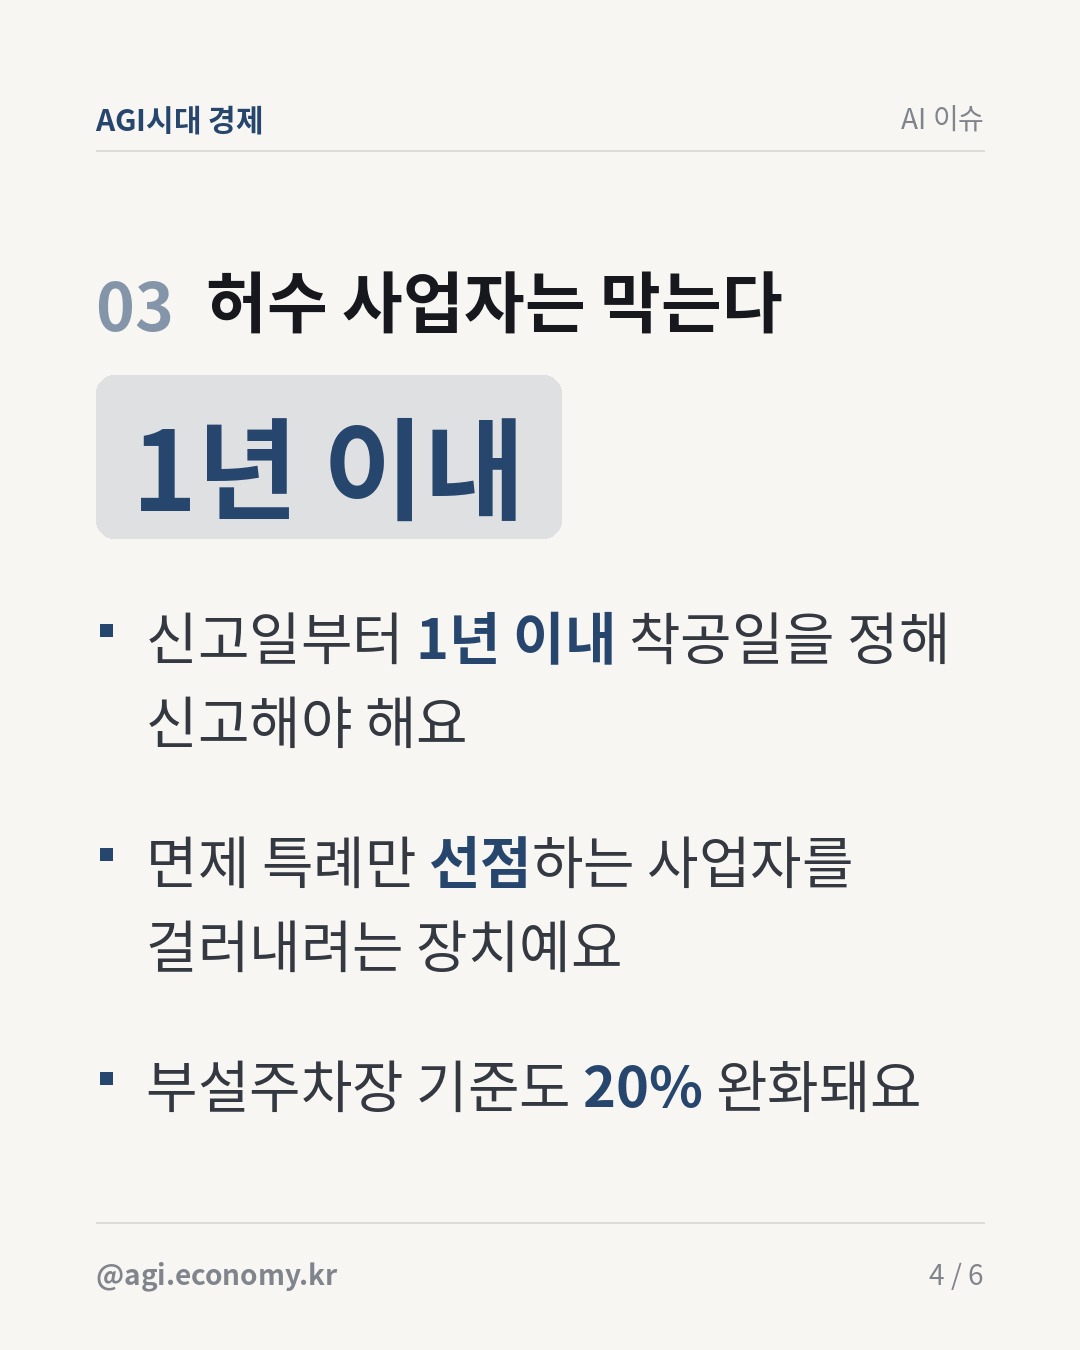 AGI시대 경제
AI 이슈
03 허수 사업자는 막는다
1년 이내
▪ 신고일부터 1년 이내 착공일을 정해
신고해야 해요
▪ 면제 특례만 선점하는 사업자를
걸러내려는 장치예요
▪ 부설주차장 기준도 20% 완화돼요
@agi.economy.kr
4 / 6